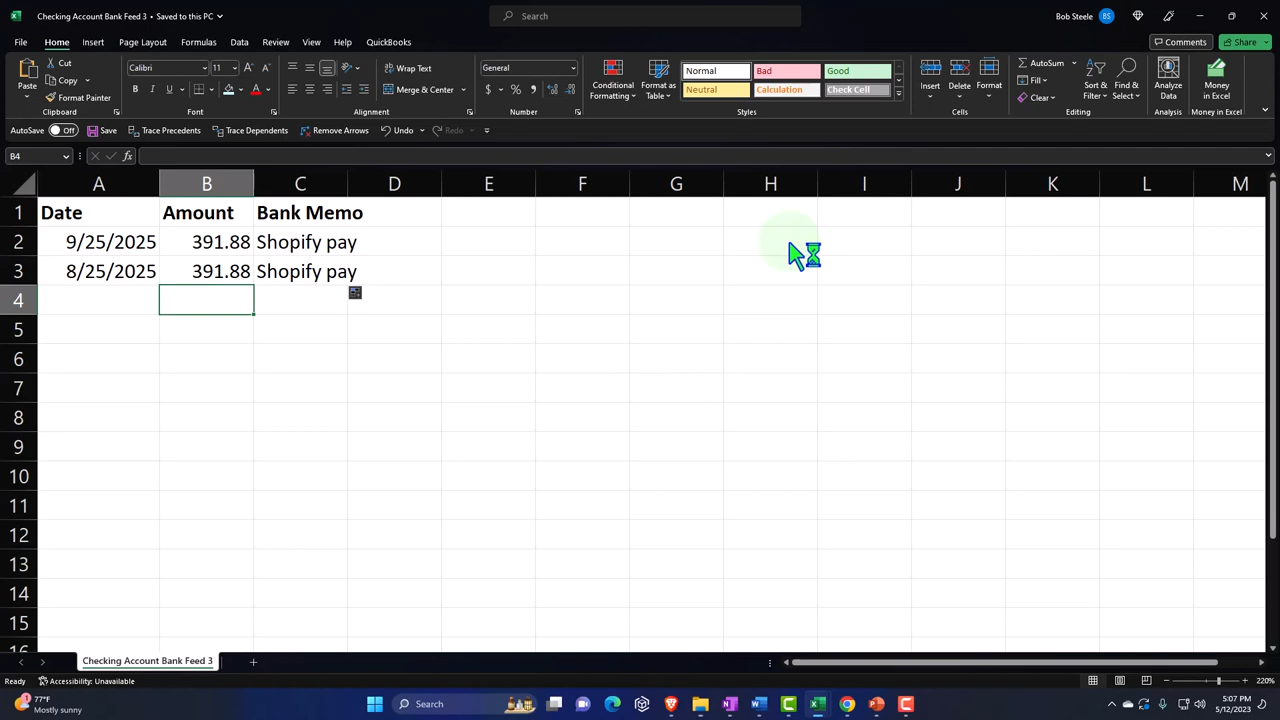 Checking Account Bank Feed 3 • Saved to this PC
Search
Bob Steele BS
File Home Insert Page Layout Formulas Data Review View Help QuickBooks Comments Share
Paste Cut Copy Format Painter Clipboard
Calibri 11 B I U A Font
Wrap Text Merge & Center Alignment
General $ % Number
Conditional Formatting Format as Table
Normal Bad Good
Neutral Calculation Check Cell
Styles
Insert Delete Format Cells
AutoSum Fill Clear Sort & Filter Find & Select Editing
Analyze Data Analysis
Money in Excel Money in Excel
AutoSave Off Save Trace Precedents Trace Dependents Remove Arrows Undo Redo
B4 fx
A B C D E F G H I J K L M
1 Date Amount Bank Memo
2 9/25/2025 391.88 Shopify pay
3 8/25/2025 391.88 Shopify pay
4
5
6
7
8
9
10
11
12
13
14
15
16
Checking Account Bank Feed 3
Ready Accessibility: Unavailable 220%
77°F
Mostly sunny
Search
5:07 PM
5/2/2023